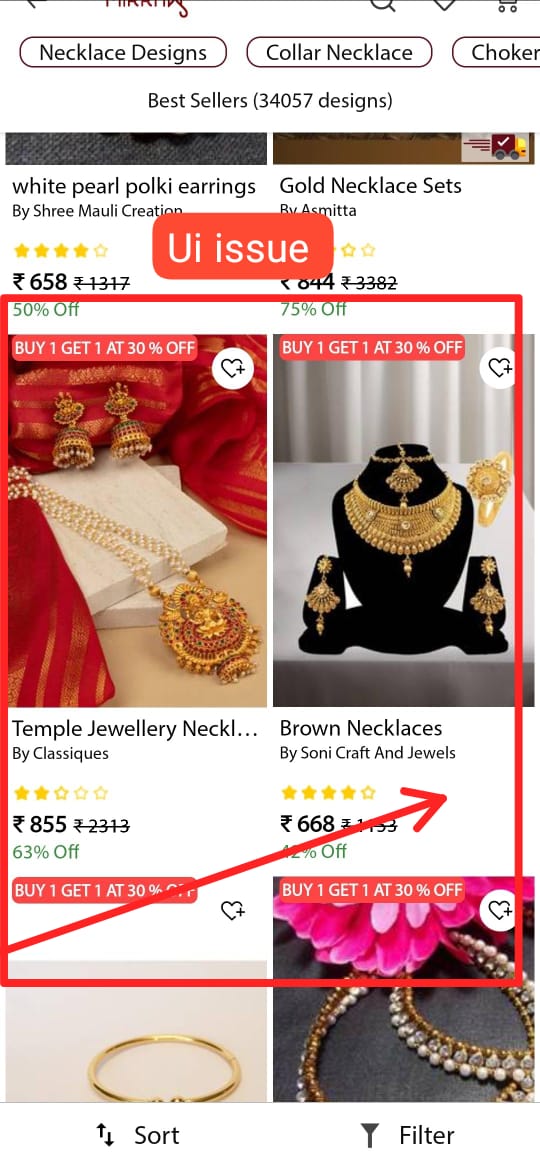 Necklace Designs
Collar Necklace
Choker
Best Sellers (34057 designs)
white pearl polki earrings
By Shree Mauli Creation
₹ 658 ₹ 1317
50% Off
Gold Necklace Sets
By Asmitta
₹ 844 ₹ 3382
75% Off
Ui issue
BUY 1 GET 1 AT 30 % OFF
Temple Jewellery Neckl...
By Classiques
₹ 855 ₹ 2313
63% Off
BUY 1 GET 1 AT 30 % OFF
Brown Necklaces
By Soni Craft And Jewels
₹ 668 ₹ 1153
42% Off
BUY 1 GET 1 AT 30 % OFF
BUY 1 GET 1 AT 30 % OFF
Sort
Filter